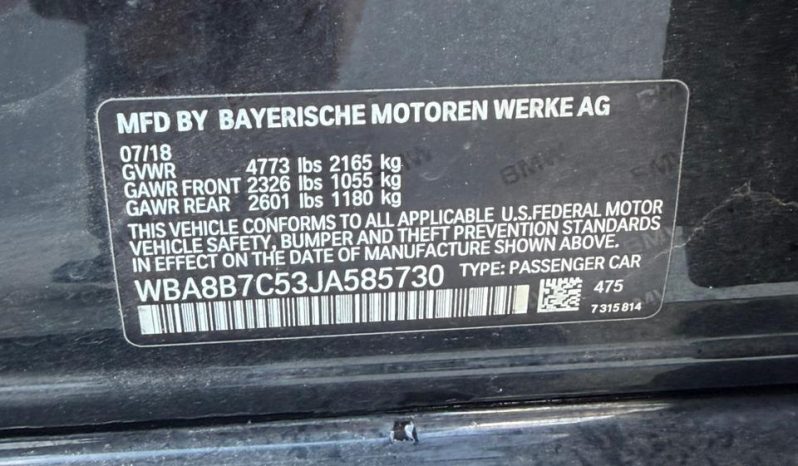 MFD BY BAYERISCHE MOTOREN WERKE AG
07/18
GVWR 4773 lbs 2165 kg
GAWR FRONT 2326 lbs 1055 kg
GAWR REAR 2601 lbs 1180 kg
THIS VEHICLE CONFORMS TO ALL APPLICABLE U.S.FEDERAL MOTOR
VEHICLE SAFETY, BUMPER AND THEFT PREVENTION STANDARDS
IN EFFECT ON THE DATE OF MANUFACTURE SHOWN ABOVE.
WBA8B7C53JA585730 TYPE: PASSENGER CAR
475
7 315 814
BMW
BMW
BMW